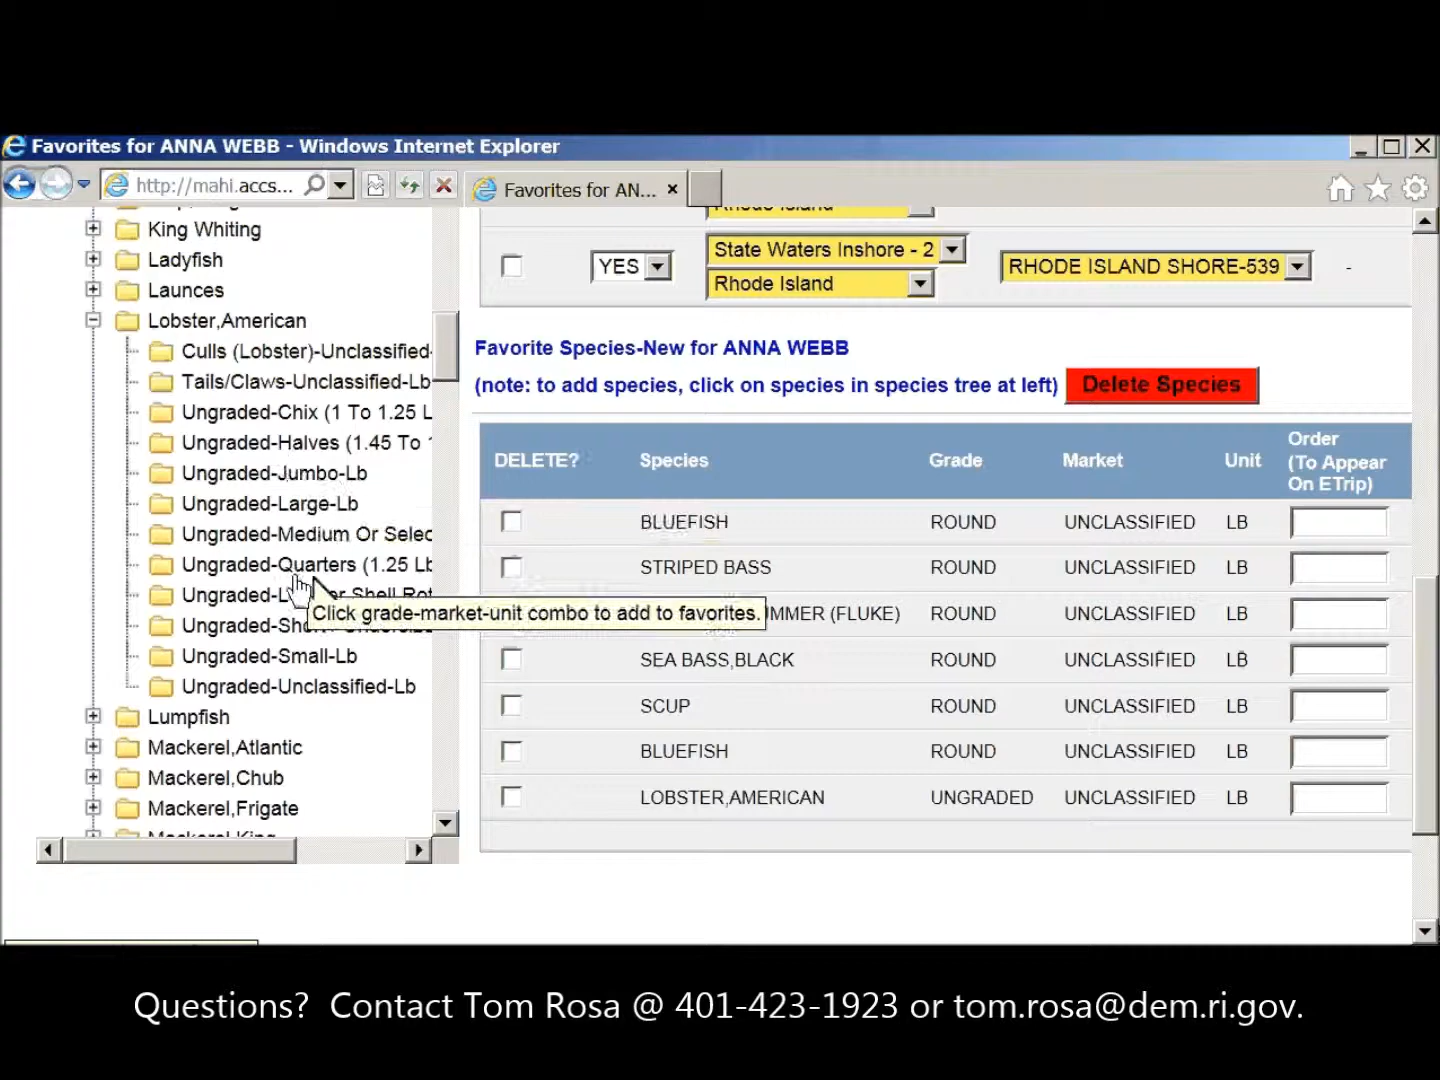 Favorites for ANNA WEBB - Windows Internet Explorer
http://mahi.accs...
Favorites for AN...
King Whiting
Ladyfish
Launces
Lobster,American
Culls (Lobster)-Unclassified-
Tails/Claws-Unclassified-Lb
Ungraded-Chix (1 To 1.25 L
Ungraded-Halves (1.45 To
Ungraded-Jumbo-Lb
Ungraded-Large-Lb
Ungraded-Medium Or Selec
Ungraded-Quarters (1.25 Lb
Click grade-market-unit combo to add to favorites.
Ungraded-Small-Lb
Ungraded-Unclassified-Lb
Lumpfish
Mackerel,Atlantic
Mackerel,Chub
Mackerel,Frigate
Mackerel,King
Rhode Island
YES
State Waters Inshore - 2
Rhode Island
RHODE ISLAND SHORE-539
-
Favorite Species-New for ANNA WEBB
(note: to add species, click on species in species tree at left)
Delete Species
DELETE? Species Grade Market Unit Order (To Appear On ETrip)
BLUEFISH ROUND UNCLASSIFIED LB
STRIPED BASS ROUND UNCLASSIFIED LB
UMMER (FLUKE) ROUND UNCLASSIFIED LB
SEA BASS,BLACK ROUND UNCLASSIFIED LB
SCUP ROUND UNCLASSIFIED LB
BLUEFISH ROUND UNCLASSIFIED LB
LOBSTER,AMERICAN UNGRADED UNCLASSIFIED LB
Questions? Contact Tom Rosa @ 401-423-1923 or tom.rosa@dem.ri.gov.